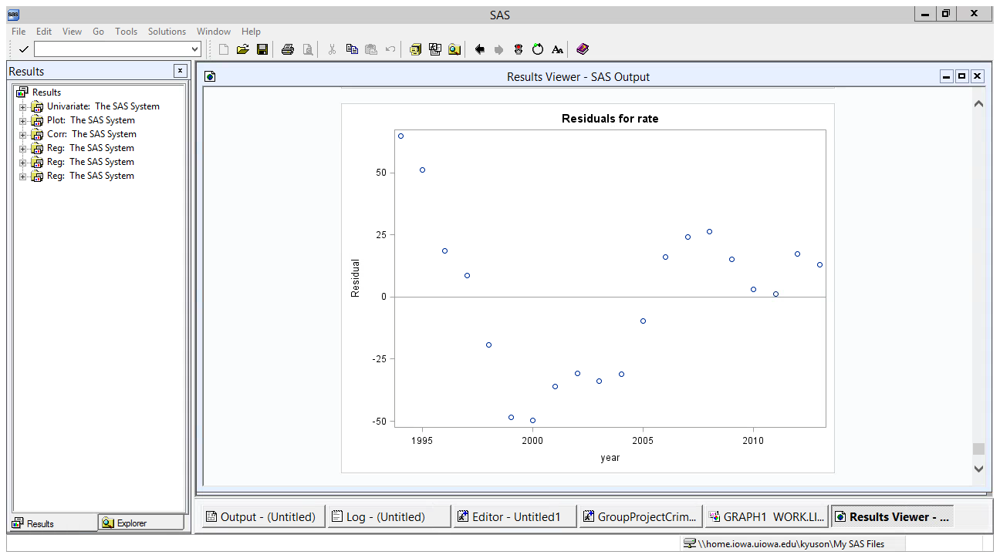 sas SAS
File Edit View Go Tools Solutions Window Help
Results
Results Viewer - SAS Output
Results
Univariate: The SAS System
Plot: The SAS System
Corr: The SAS System
Reg: The SAS System
Reg: The SAS System
Reg: The SAS System
Residuals for rate
50
25
0
-25
-50
Residual
1995 2000 2005 2010
year
Results Explorer
Output - (Untitled) Log - (Untitled) Editor - Untitled1 GroupProjectCrim... GRAPH1 WORK.LI... Results Viewer - ...
\\home.iowa.uiowa.edu\kyuson\My SAS Files